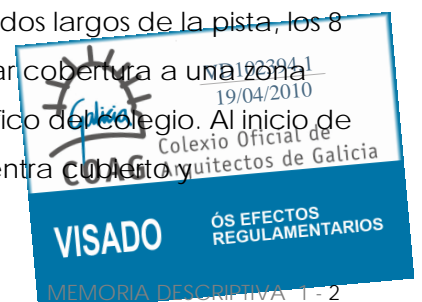 dos largos de la pista, los 8
ar cobertura a una zona
VD102394.1
19/04/2010
fico del colegio. Al inicio de
Galicia
Colexio Oficial de
entra cubierto y
COAG Arquitectos de Galicia
VISADO
ÓS EFECTOS
REGULAMENTARIOS
MEMORIA DESCRIPTIVA 1 - 2